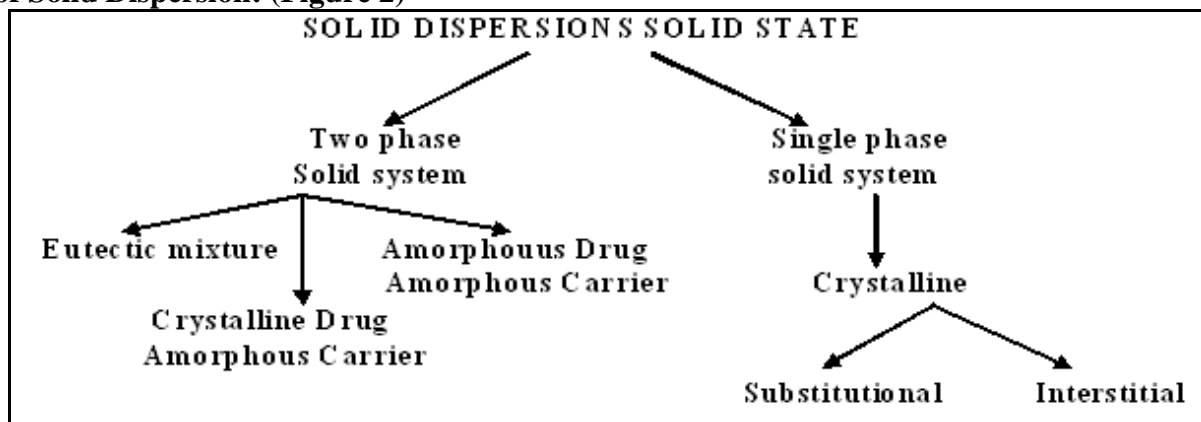 of Solid Dispersion: (Figure 2)
SOLID DISPERSIONS SOLID STATE
Two phase
Solid system
Single phase
solid system
Eutectic mixture
Amorphouus Drug
Amorphous Carrier
Crystalline
Crystalline Drug
Amorphous Carrier
Substitutional
Interstitial